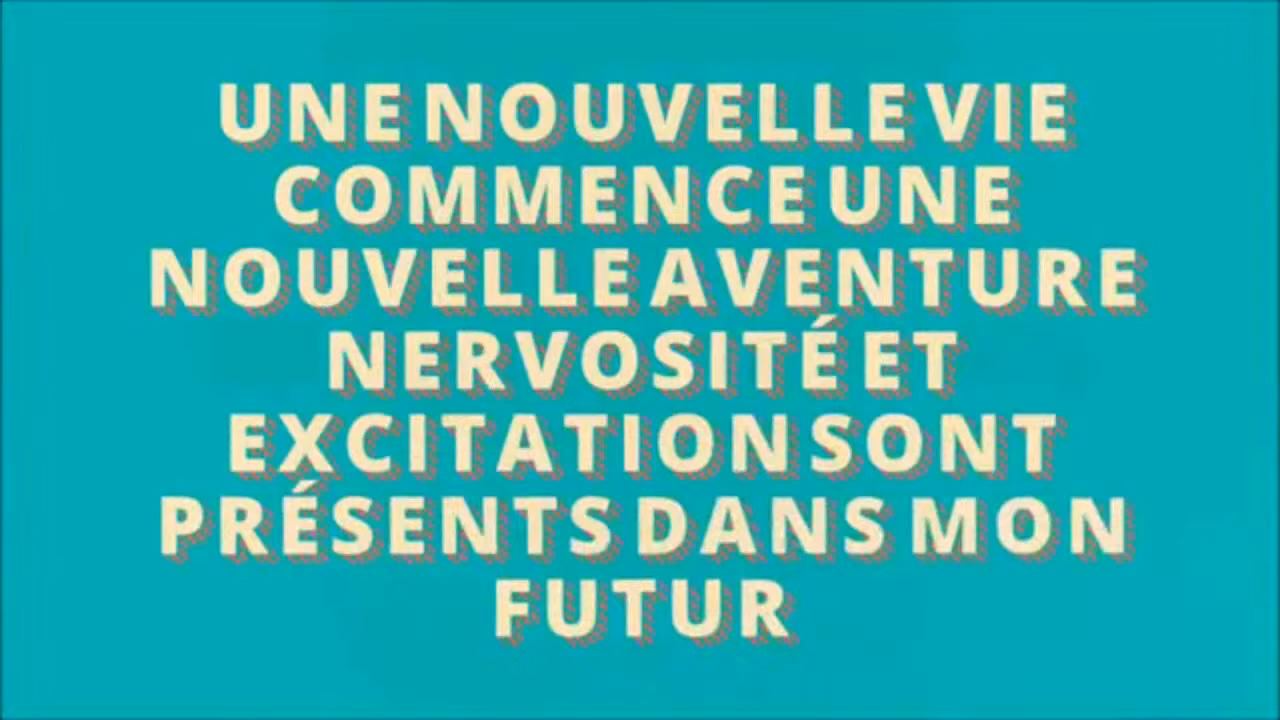 UNE NOUVELLE VIE
COMMENCE UNE
NOUVELLE AVENTURE
NERVOSITÉ ET
EXCITATION SONT
PRÉSENTS DANS MON
FUTUR